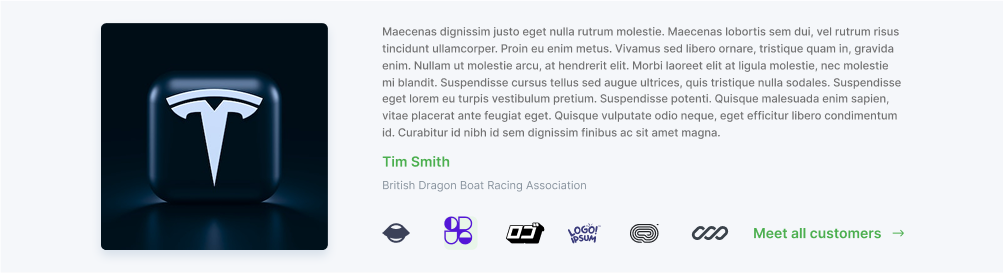 Maecenas dignissim justo eget nulla rutrum molestie. Maecenas lobortis sem dui, vel rutrum risus
tincidunt ullamcorper. Proin eu enim metus. Vivamus sed libero ornare, tristique quam in, gravida
enim. Nullam ut molestie arcu, at hendrerit elit. Morbi laoreet elit at ligula molestie, nec molestie
mi blandit. Suspendisse cursus tellus sed augue ultrices, quis tristique nulla sodales. Suspendisse
eget lorem eu turpis vestibulum pretium. Suspendisse potenti. Quisque malesuada enim sapien,
vitae placerat ante feugiat eget. Quisque vulputate odio neque, eget efficitur libero condimentum
id. Curabitur id nibh id sem dignissim finibus ac sit amet magna.
Tim Smith
British Dragon Boat Racing Association
LOGO!
IPSUM
Meet all customers →